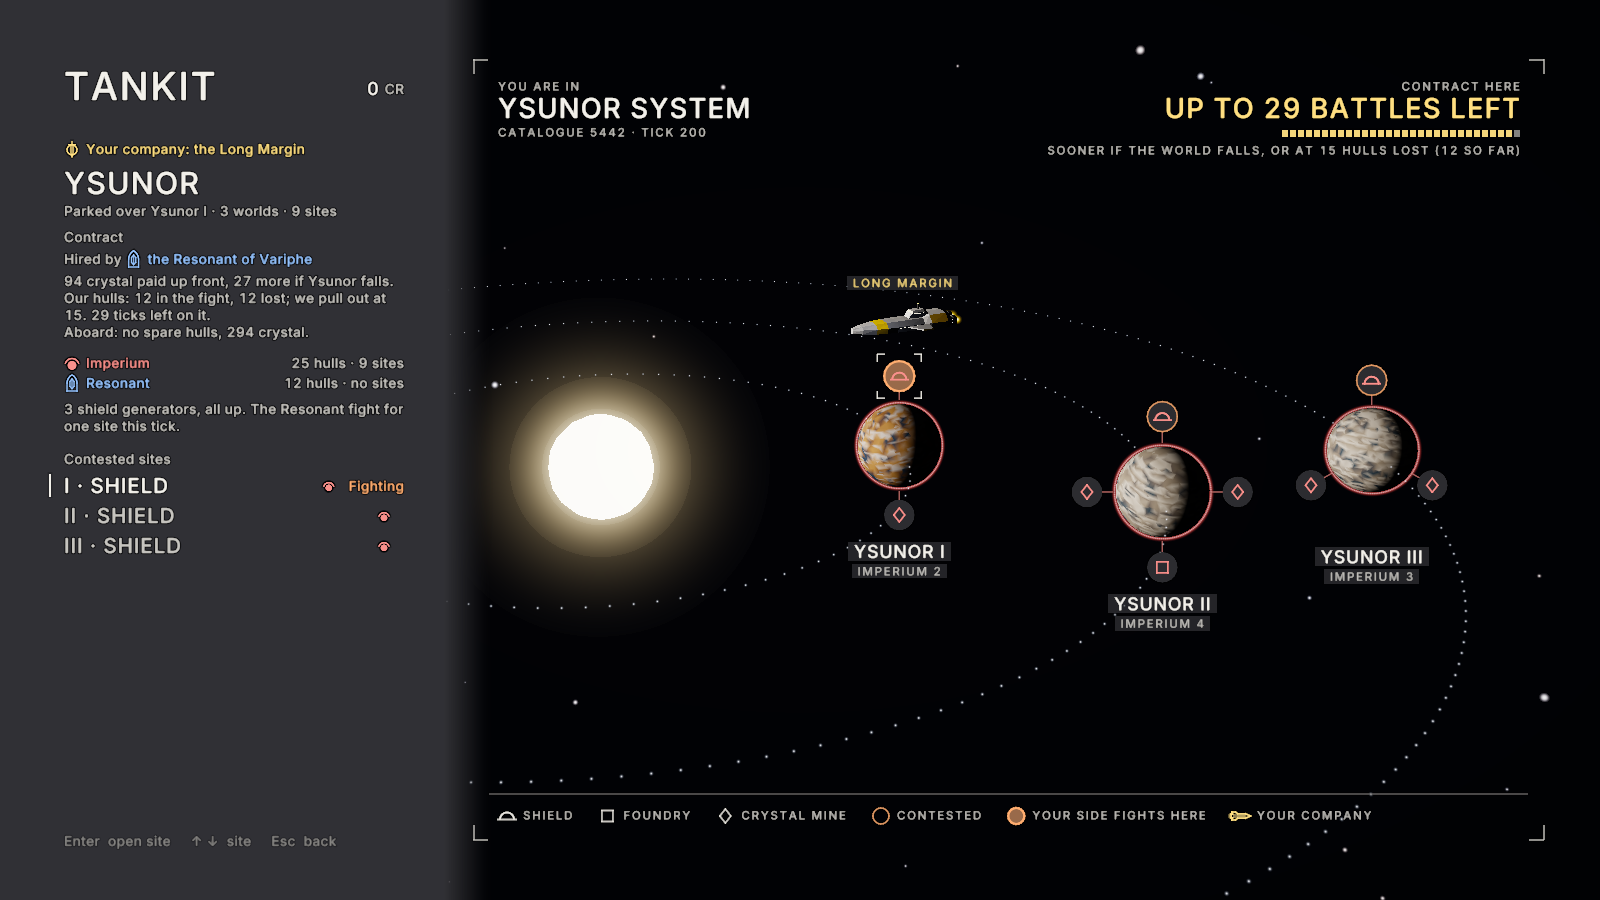 TANKIT
0 CR
Your company: the Long Margin
YSUNOR
Parked over Ysunor I · 3 worlds · 9 sites
Contract
Hired by the Resonant of Variphe
94 crystal paid up front, 27 more if Ysunor falls.
Our hulls: 12 in the fight, 12 lost; we pull out at
15. 29 ticks left on it.
Aboard: no spare hulls, 294 crystal.
Imperium 25 hulls · 9 sites
Resonant 12 hulls · no sites
3 shield generators, all up. The Resonant fight for
one site this tick.
Contested sites
I · SHIELD Fighting
II · SHIELD
III · SHIELD
Enter open site ↑↓ site Esc back
YOU ARE IN
YSUNOR SYSTEM
CATALOGUE 5442 · TICK 200
CONTRACT HERE
UP TO 29 BATTLES LEFT
SOONER IF THE WORLD FALLS, OR AT 15 HULLS LOST (12 SO FAR)
LONG MARGIN
YSUNOR I
IMPERIUM 2
YSUNOR II
IMPERIUM 4
YSUNOR III
IMPERIUM 3
SHIELD FOUNDRY CRYSTAL MINE CONTESTED YOUR SIDE FIGHTS HERE YOUR COMPANY